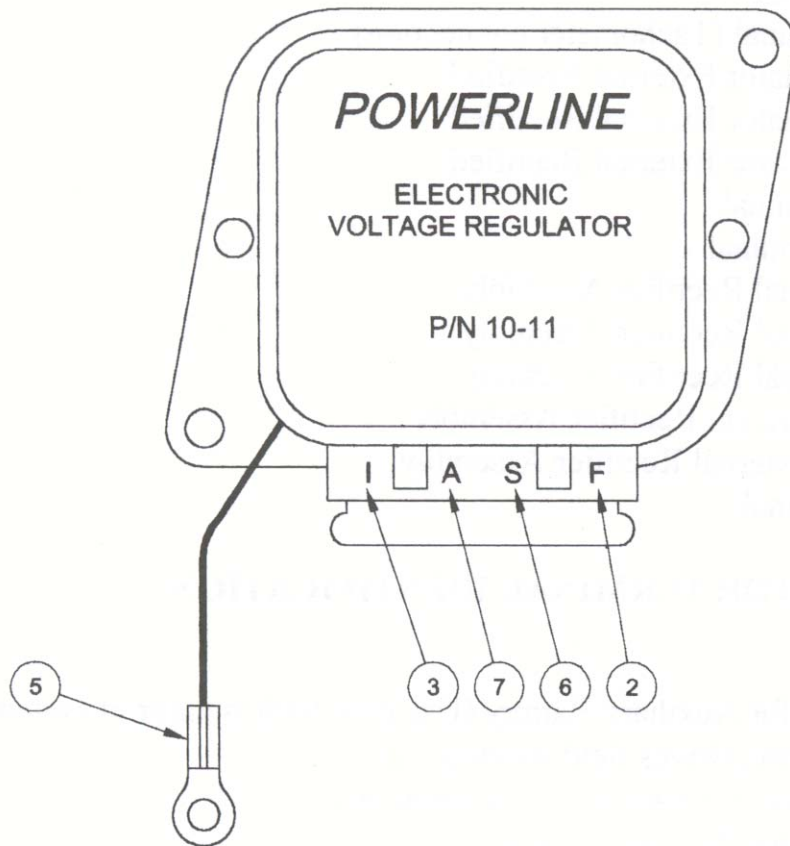 POWERLINE
ELECTRONIC
VOLTAGE REGULATOR
P/N 10-11
I A S F
5 3 7 6 2